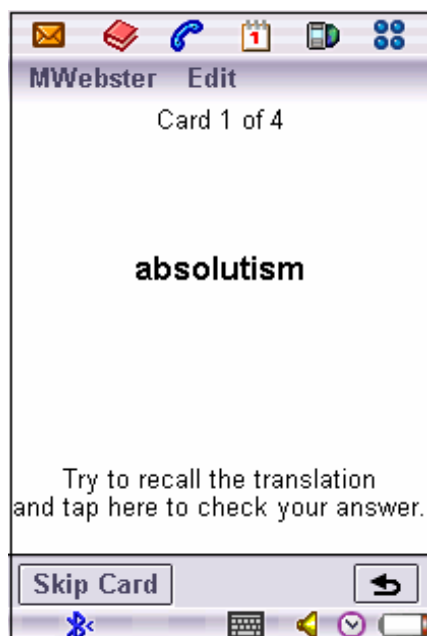 1
MWebster Edit
Card 1 of 4
absolutism
Try to recall the translation
and tap here to check your answer.
Skip Card